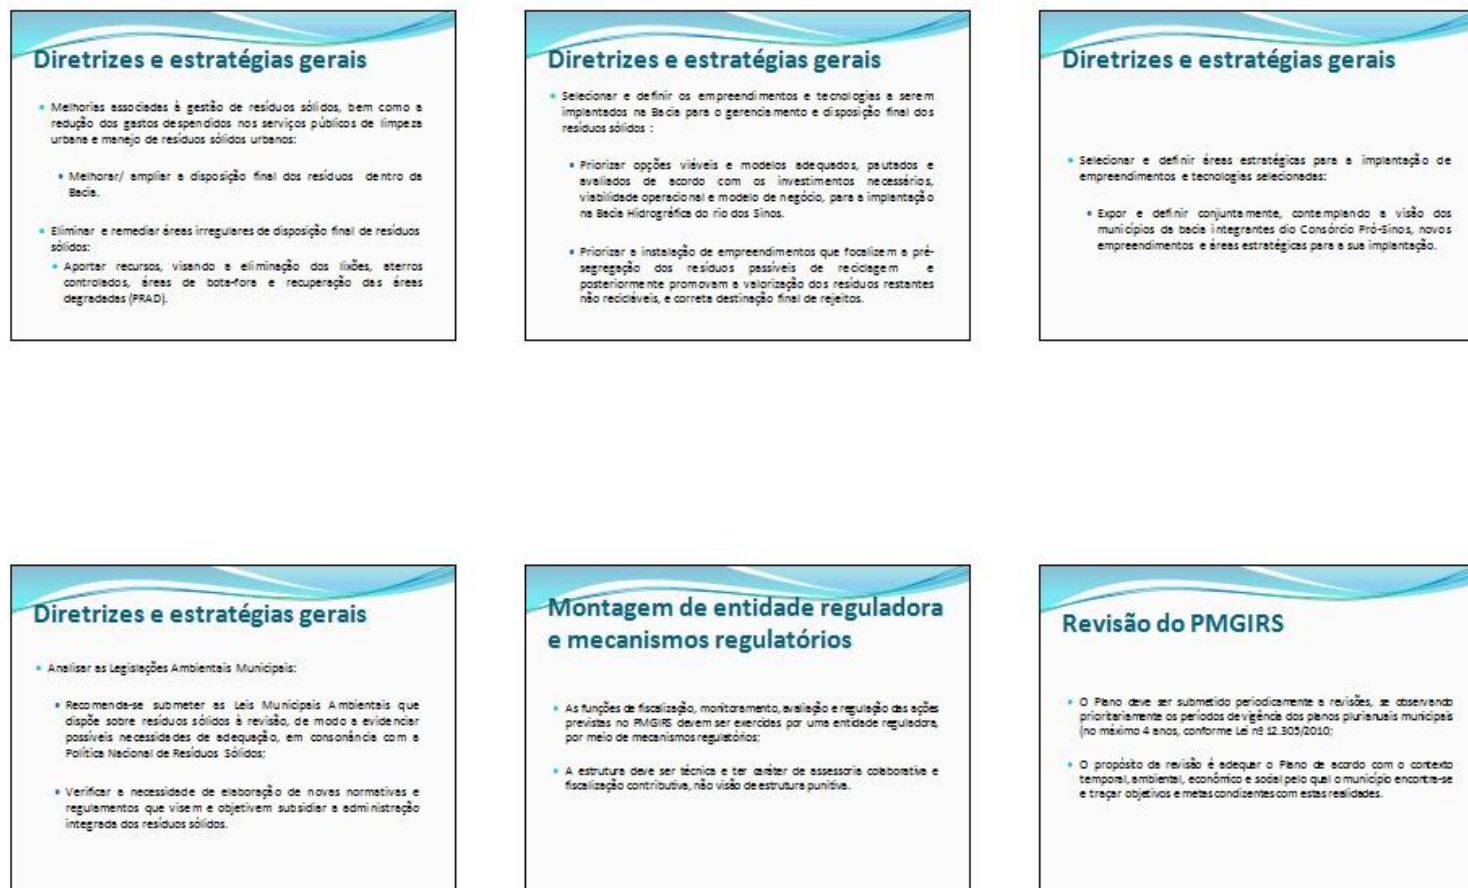 Diretrizes e estratégias gerais
Melhorias associadas à gestão de resíduos sólidos, bem como a
redução dos gastos despendidos nos serviços públicos de limpeza
urbana e manejo de resíduos sólidos urbanos:
Melhorar/ ampliar a disposição final dos resíduos dentro da
Bacia.
Eliminar e remediar áreas irregulares de disposição final de resíduos
sólidos:
Aportar recursos, visando a eliminação dos lixões, aterros
controlados, áreas de bota-fora e recuperação das áreas
degradadas (PRAD).
Diretrizes e estratégias gerais
Selecionar e definir os empreendimentos e tecnologias a serem
implantados na Bacia para o gerenciamento e disposição final dos
resíduos sólidos :
Priorizar opções viáveis e modelos adequados, pautados e
avaliados de acordo com os investimentos necessários,
viabilidade operacional e modelo de negócio, para a implantação
na Bacia Hidrográfica do rio dos Sinos.
Priorizar a instalação de empreendimentos que focalizem a pré-
segregação dos resíduos passíveis de reciclagem e
posteriormente promovam a valorização dos resíduos restantes
não recicláveis, e correta destinação final de rejeitos.
Diretrizes e estratégias gerais
Selecionar e definir áreas estratégicas para a implantação de
empreendimentos e tecnologias selecionadas:
Expor e definir conjuntamente, contemplando a visão dos
municípios da bacia integrantes dio Consórcio Pró-Sinos, novos
empreendimentos e áreas estratégicas para a sua implantação.
Diretrizes e estratégias gerais
Analisar as Legislações Ambientais Municipais:
Recomenda-se submeter as Leis Municipais Ambientais que
dispõe sobre resíduos sólidos à revisão, de modo a evidenciar
possíveis necessidades de adequação, em consonância com a
Política Nacional de Resíduos Sólidos;
Verificar a necessidade de elaboração de novas normativas e
regulamentos que visem e objetivem subsidiar a administração
integrada dos resíduos sólidos.
Montagem de entidade reguladora
e mecanismos regulatórios
As funções de fiscalização, monitoramento, avaliação e regulação das ações
previstas no PMGIRS devem ser exercidas por uma entidade reguladora,
por meio de mecanismos regulatórios;
A estrutura deve ser técnica e ter caráter de assessoria colaborativa e
fiscalização contributiva, não visão de estrutura punitiva.
Revisão do PMGIRS
O Plano deve ser submetido periodicamente a revisões, se observando
prioritariamente os períodos de vigência dos planos plurianuais municipais
(no máximo 4 anos, conforme Lei nº 12.305/2010;
O propósito da revisão é adequar o Plano de acordo com o contexto
temporal, ambiental, econômico e social pelo qual o município encontra-se
e traçar objetivos e metas condizentes com estas realidades.